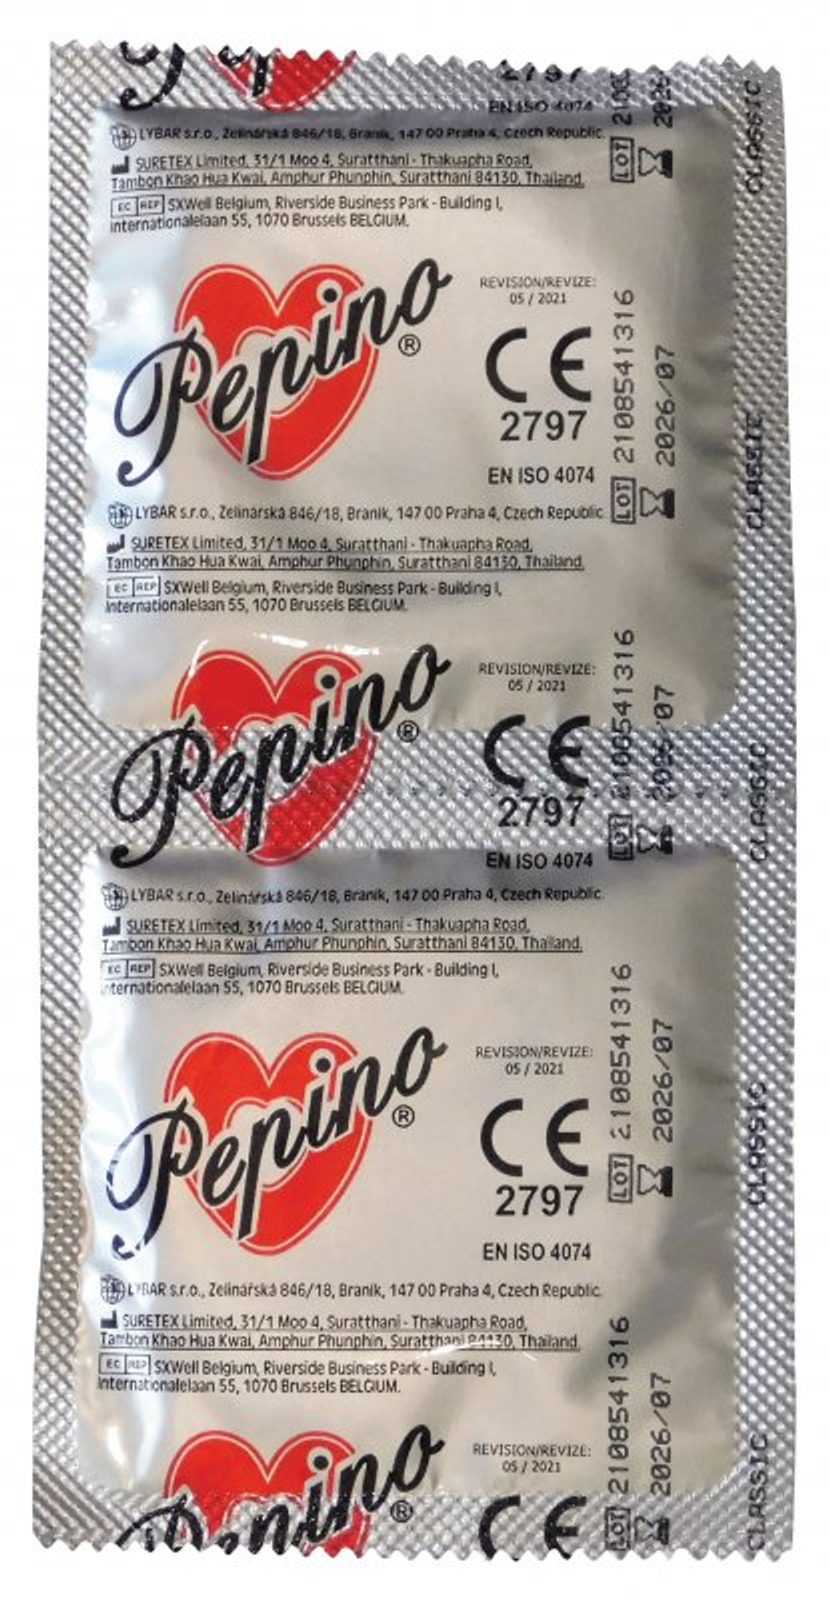 2797
EN ISO 4074
LYBAR s.r.o., Zelinářská 846/18, Braník, 147 00 Praha 4, Czech Republic.
SURETEX Limited, 31/1 Moo 4, Suratthani - Thakuapha Road,
Tambon Khao Hua Kwai, Amphur Phunphin, Suratthani 84130, Thailand.
EC REP SXWell Belgium, Riverside Business Park - Building I,
Internationalelaan 55, 1070 Brussels BELGIUM.
LOT
CLASSIC
Pepino ®
REVISION/REVIZE:
05 / 2021
CE
2797
EN ISO 4074
LOT 2108541316
2026/07
CLASSIC
LYBAR s.r.o., Zelinářská 846/18, Braník, 147 00 Praha 4, Czech Republic.
SURETEX Limited, 31/1 Moo 4, Suratthani - Thakuapha Road,
Tambon Khao Hua Kwai, Amphur Phunphin, Suratthani 84130, Thailand.
EC REP SXWell Belgium, Riverside Business Park - Building I,
Internationalelaan 55, 1070 Brussels BELGIUM.
Pepino ®
REVISION/REVIZE:
05 / 2021
CE
2797
EN ISO 4074
LOT 2108541316
2026/07
CLASSIC
LYBAR s.r.o., Zelinářská 846/18, Braník, 147 00 Praha 4, Czech Republic.
SURETEX Limited, 31/1 Moo 4, Suratthani - Thakuapha Road,
Tambon Khao Hua Kwai, Amphur Phunphin, Suratthani 84130, Thailand.
EC REP SXWell Belgium, Riverside Business Park - Building I,
Internationalelaan 55, 1070 Brussels BELGIUM.
Pepino ®
REVISION/REVIZE:
05 / 2021
CE
2797
EN ISO 4074
LOT 2108541316
2026/07
CLASSIC
LYBAR s.r.o., Zelinářská 846/18, Braník, 147 00 Praha 4, Czech Republic.
SURETEX Limited, 31/1 Moo 4, Suratthani - Thakuapha Road,
Tambon Khao Hua Kwai, Amphur Phunphin, Suratthani 84130, Thailand.
EC REP SXWell Belgium, Riverside Business Park - Building I,
Internationalelaan 55, 1070 Brussels BELGIUM.
Pepino ®
REVISION/REVIZE:
05 / 2021
CE
LOT 2108541316
2026/07
CLASSIC